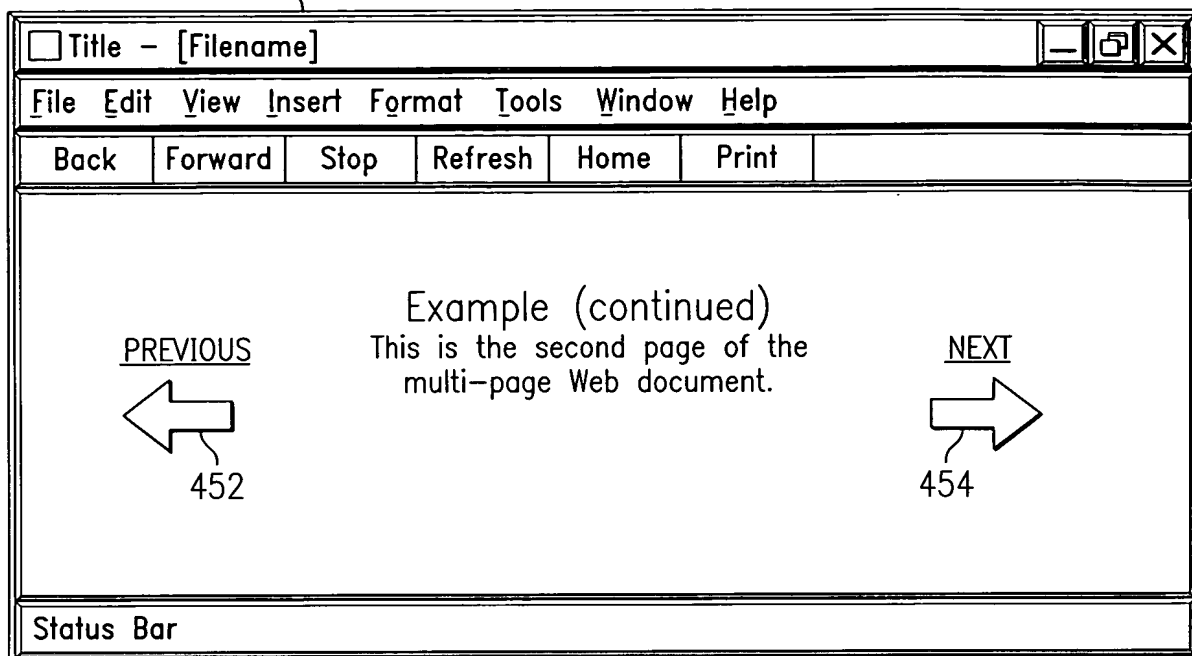 Title - [Filename]
File Edit View Insert Format Tools Window Help
Back Forward Stop Refresh Home Print
Example (continued)
This is the second page of the
multi-page Web document.
PREVIOUS
NEXT
452
454
Status Bar